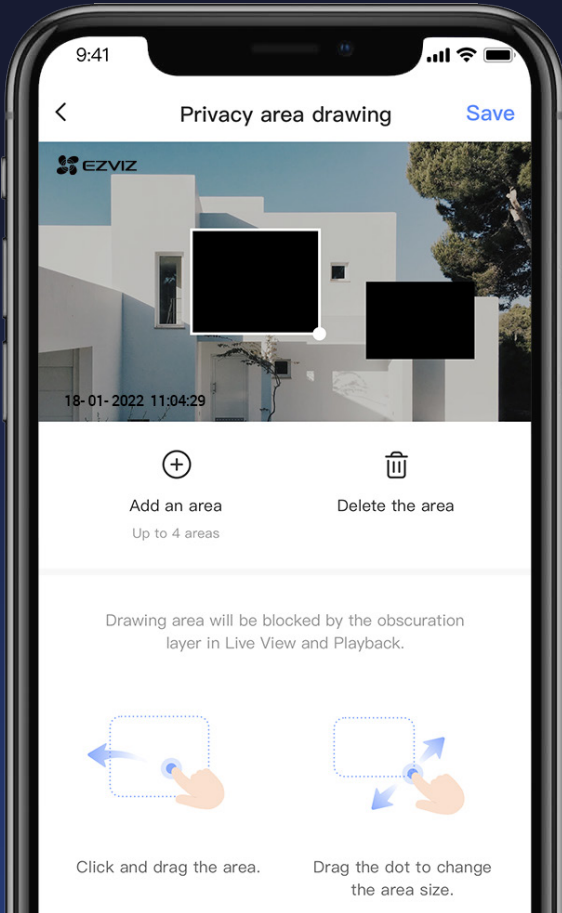 9:41
Privacy area drawing
Save
EZVIZ
18-01-2022 11:04:29
Add an area
Delete the area
Up to 4 areas
Drawing area will be blocked by the obscuration
layer in Live View and Playback.
Click and drag the area.
Drag the dot to change
the area size.